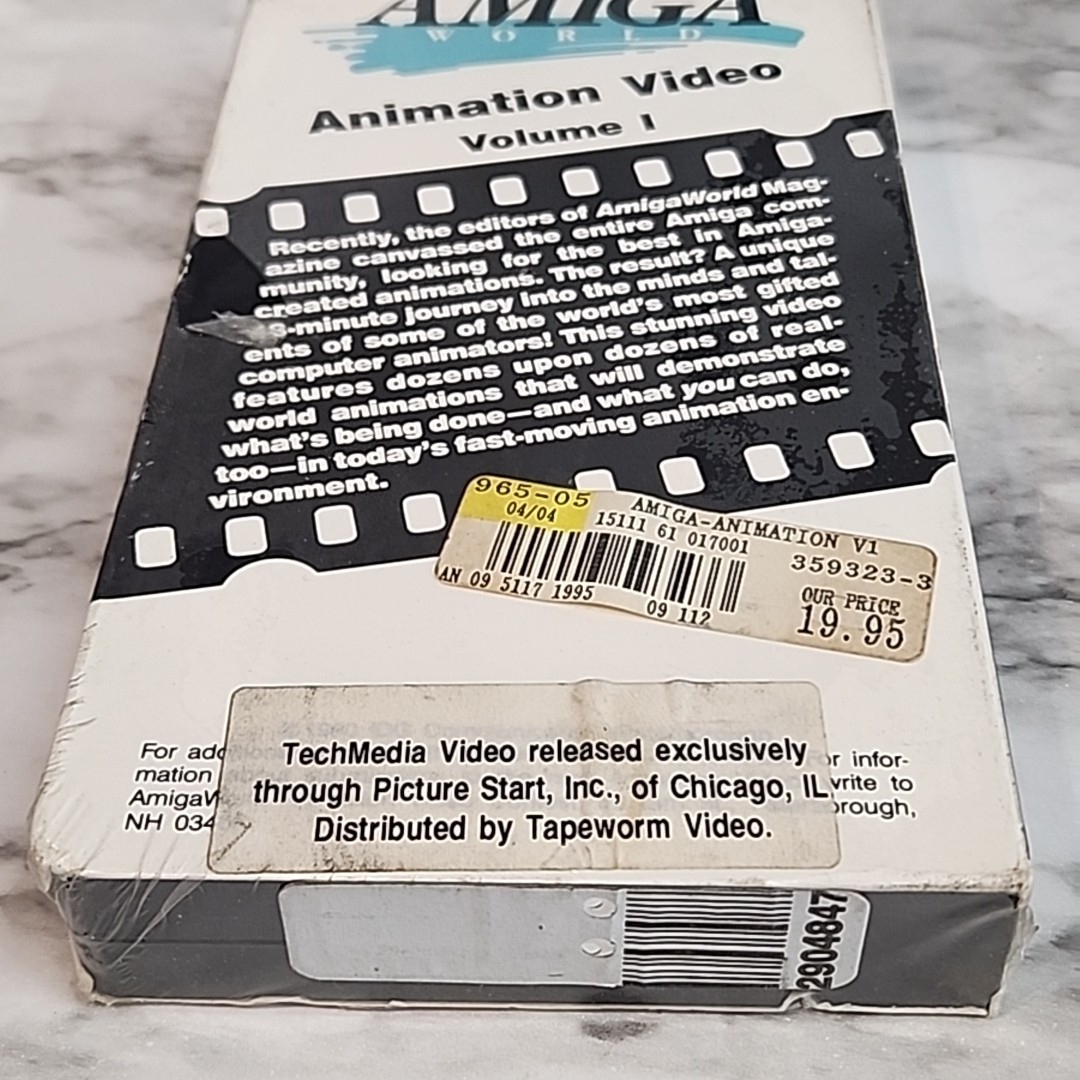 AMIGA
WORLD
Animation Video
Volume I
Recently, the editors of AmigaWorld Mag-
azine canvassed the entire Amiga com-
munity, looking for the best in Amiga-
created animations. The result? A unique
-minute journey into the minds and tal-
ents of some of the world's most gifted
computer animators! This stunning video
features dozens upon dozens of real-
world animations that will demonstrate
what's being done—and what you can do,
too—in today's fast-moving animation en-
vironment.
965-05
04/04
AMIGA-ANIMATION V1
15111 61 017001
359323-3
AN 09 5117 1995
09 112
OUR PRICE
19.95
For
mation
NH
infor-
write to
TechMedia Video released exclusively
through Picture Start, Inc., of Chicago, IL
Distributed by Tapeworm Video.
2904847